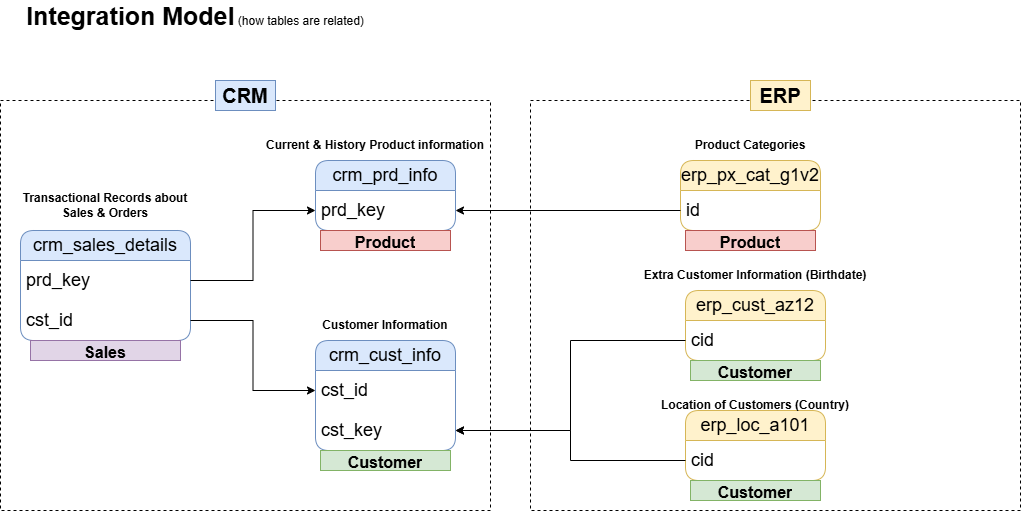 Integration Model (how tables are related)
CRM
Current & History Product information
crm_prd_info
prd_key
Product
Transactional Records about
Sales & Orders
crm_sales_details
prd_key
cst_id
Sales
Customer Information
crm_cust_info
cst_id
cst_key
Customer
ERP
Product Categories
erp_px_cat_g1v2
id
Product
Extra Customer Information (Birthdate)
erp_cust_az12
cid
Customer
Location of Customers (Country)
erp_loc_a101
cid
Customer